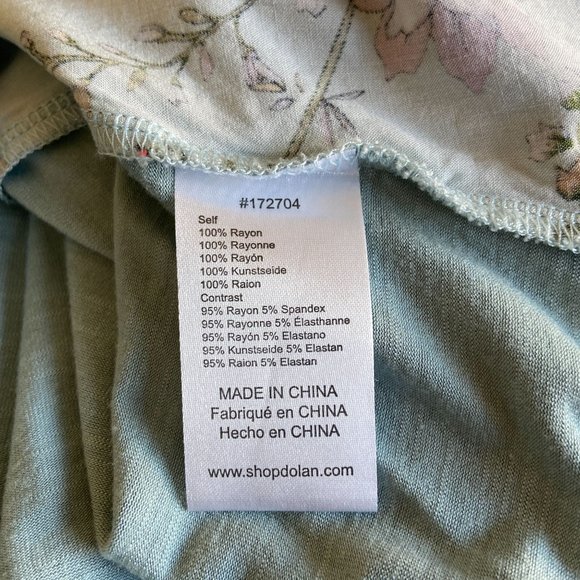 #172704
Self
100% Rayon
100% Rayonne
100% Rayón
100% Kunstseide
100% Raion
Contrast
95% Rayon 5% Spandex
95% Rayonne 5% Élasthanne
95% Rayón 5% Elastano
95% Kunstseide 5% Elastan
95% Raion 5% Elastan
MADE IN CHINA
Fabriqué en CHINA
Hecho en CHINA
www.shopdolan.com